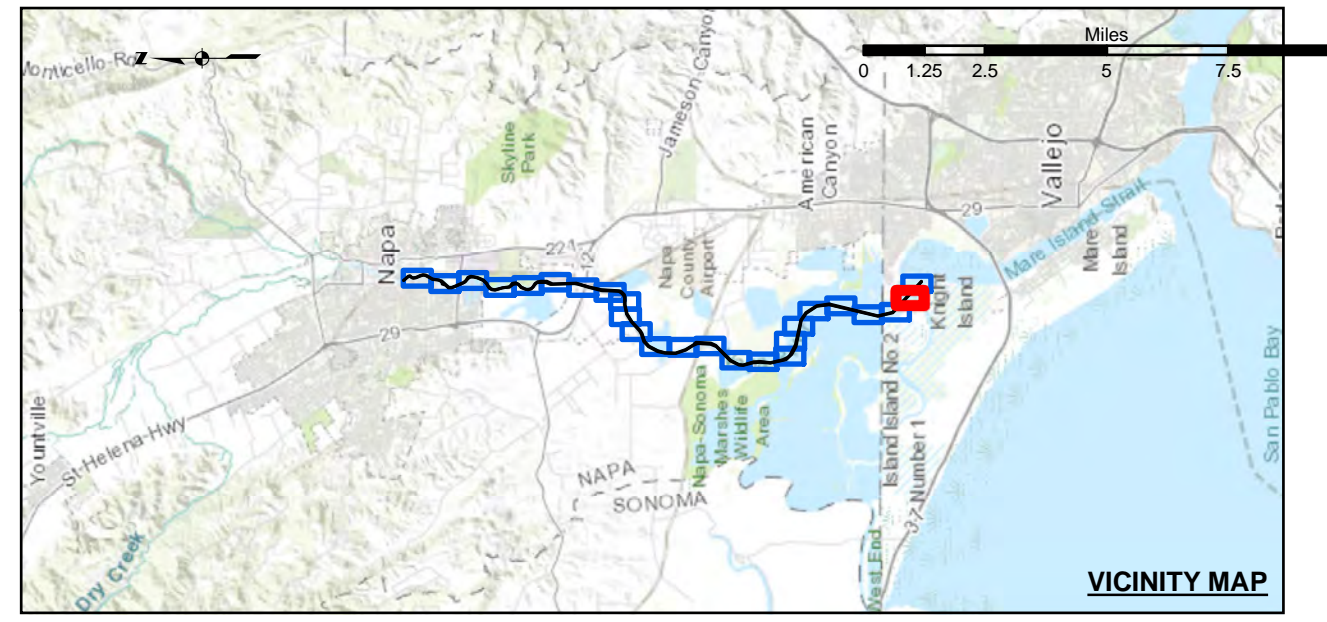 Z
Miles
0 1.25 2.5 5 7.5
Monticello-Rd
Skyline
Park
Jameson-Canyon
American
Canyon
Vallejo
29
Mare Island-Strait
Mare
Island
Napa
221
12
Napa
County
Airport
Knight
Island
29
Island Island No 2
37-Number 1
Napa-Sonoma
Marshes
Wildlife
Area
Yountville
St-Helena-Hwy
NAPA
SONOMA
San Pablo Bay
West End
Dry Creek
VICINITY MAP